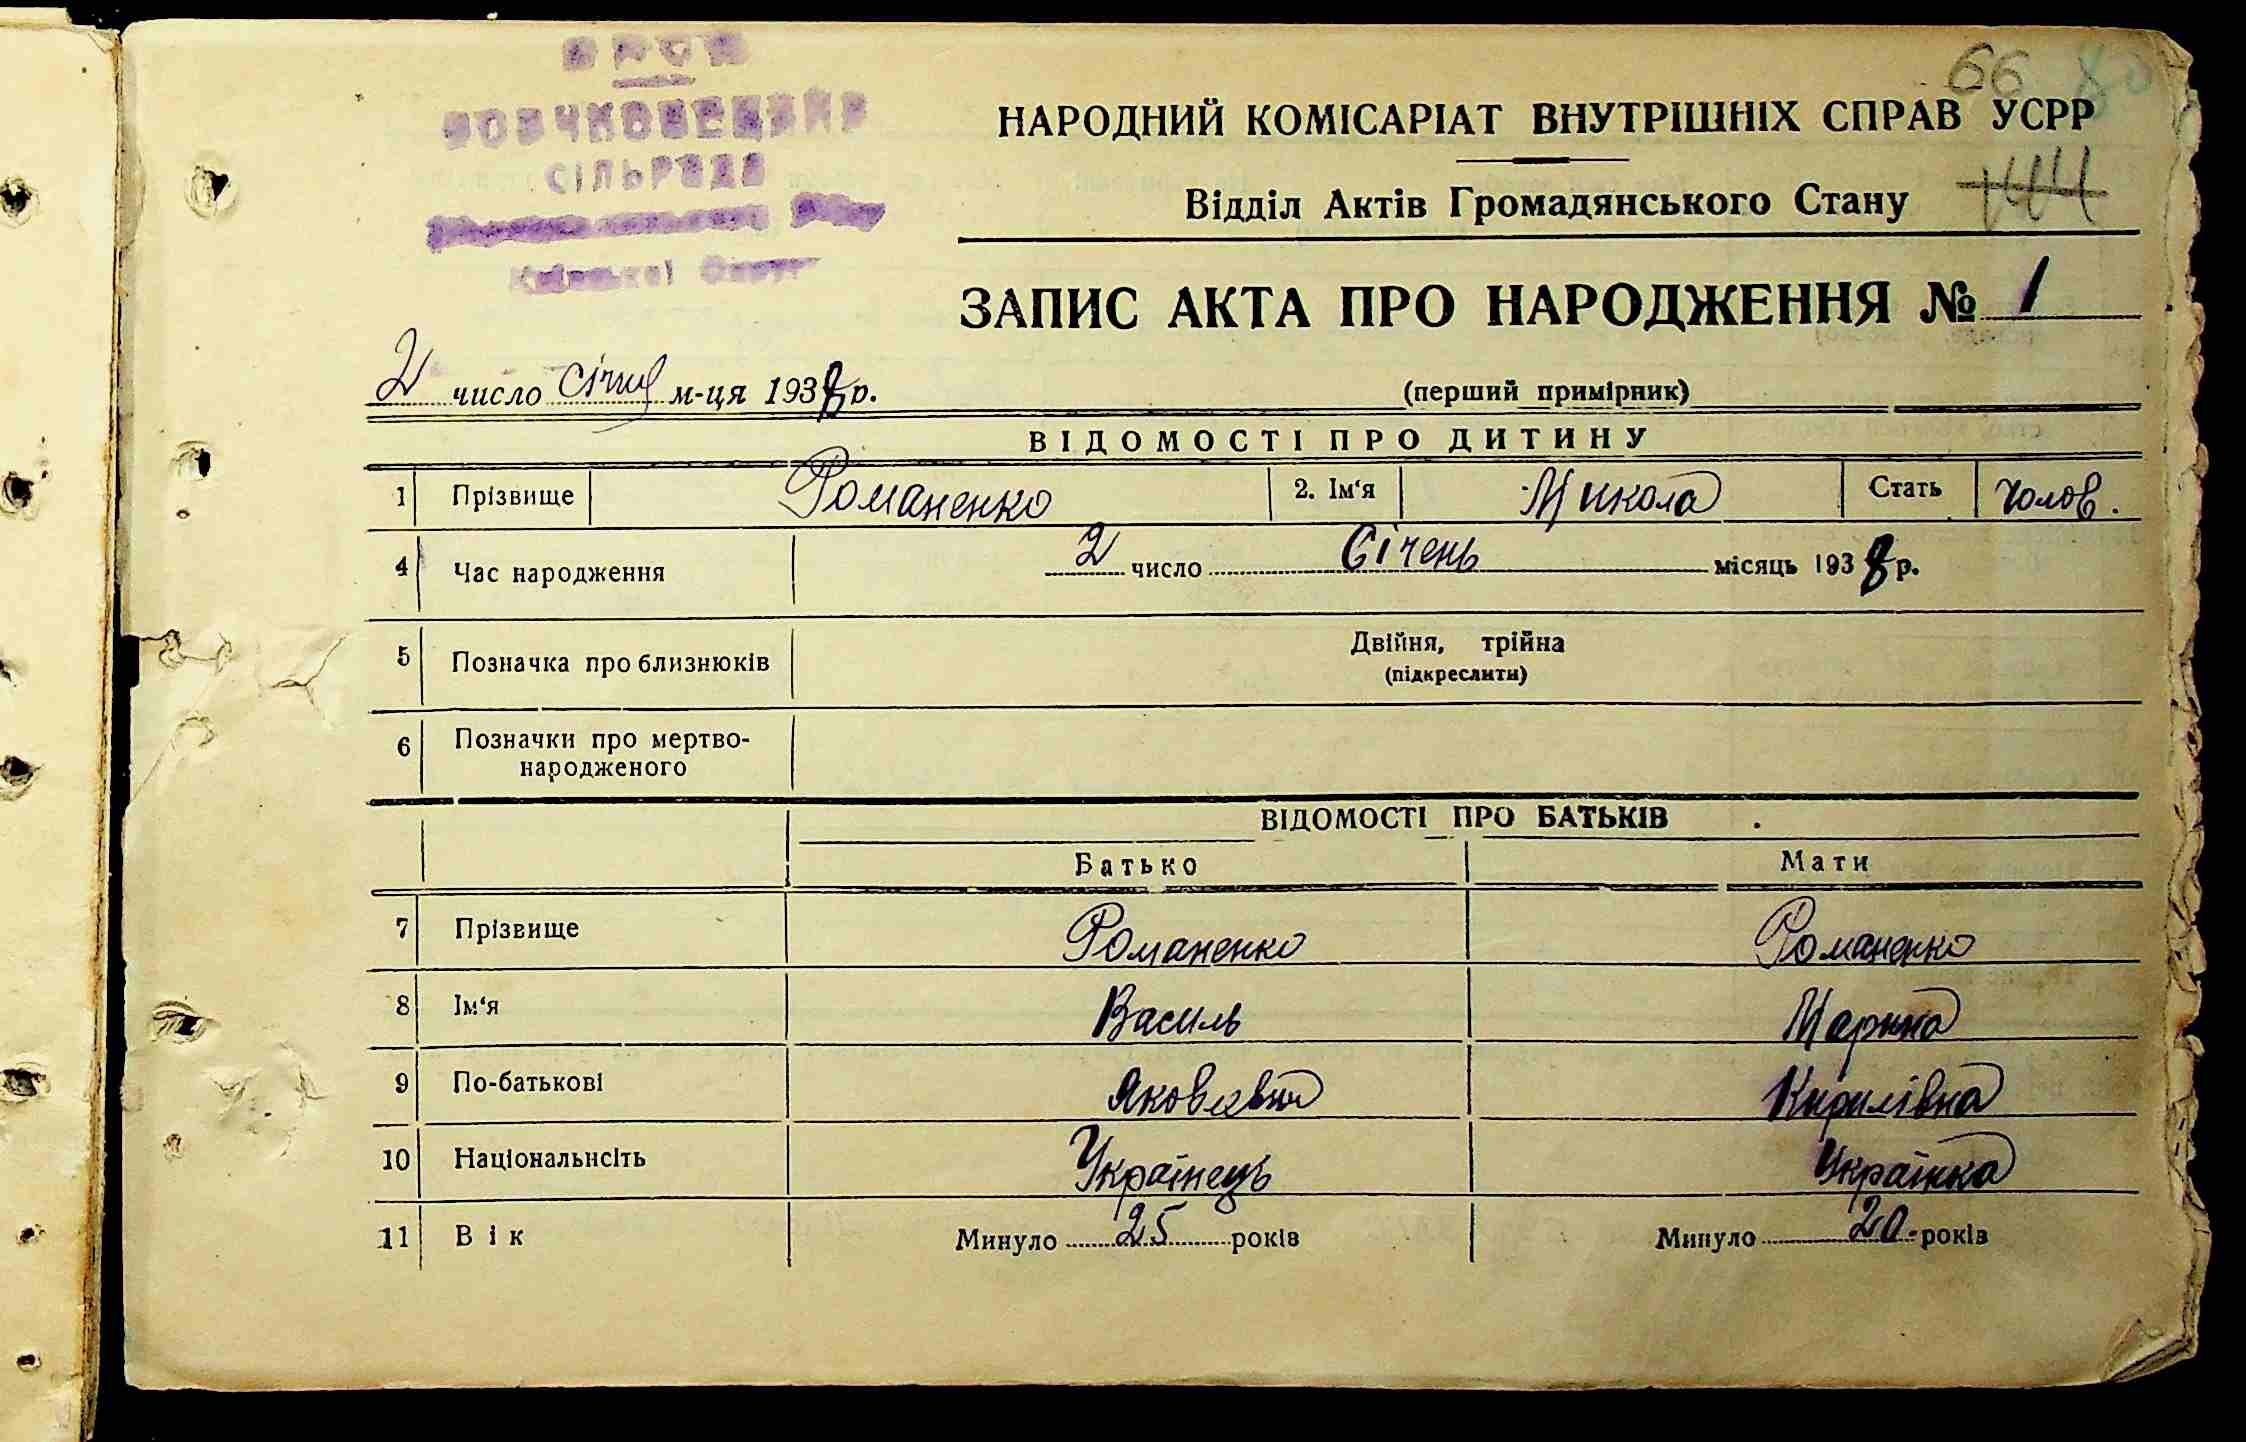 66 80
УСРР
СІЛЬРАДА
НАРОДНИЙ КОМІСАРІАТ ВНУТРІШНІХ СПРАВ УСРР
144
Відділ Актів Громадянського Стану
ЗАПИС АКТА ПРО НАРОДЖЕННЯ № 1
2 число Січня м-ця 1938 р.
(перший примірник)
ВІДОМОСТІ ПРО ДИТИНУ
1 Прізвище Романенко 2. Ім'я Микола Стать Чолов.
4 Час народження 2 число Січень місяць 1938 р.
5 Позначка про близнюків Двійня, трійна
(підкреслити)
6 Позначки про мертво-
народженого
ВІДОМОСТІ ПРО БАТЬКІВ
Батько Мати
7 Прізвище Романенко Романенко
8 Ім'я Василь Марина
9 По-батькові Кирилівна
10 Національнсіть Українець Українка
11 Вік Минуло 25 років Минуло 20 років